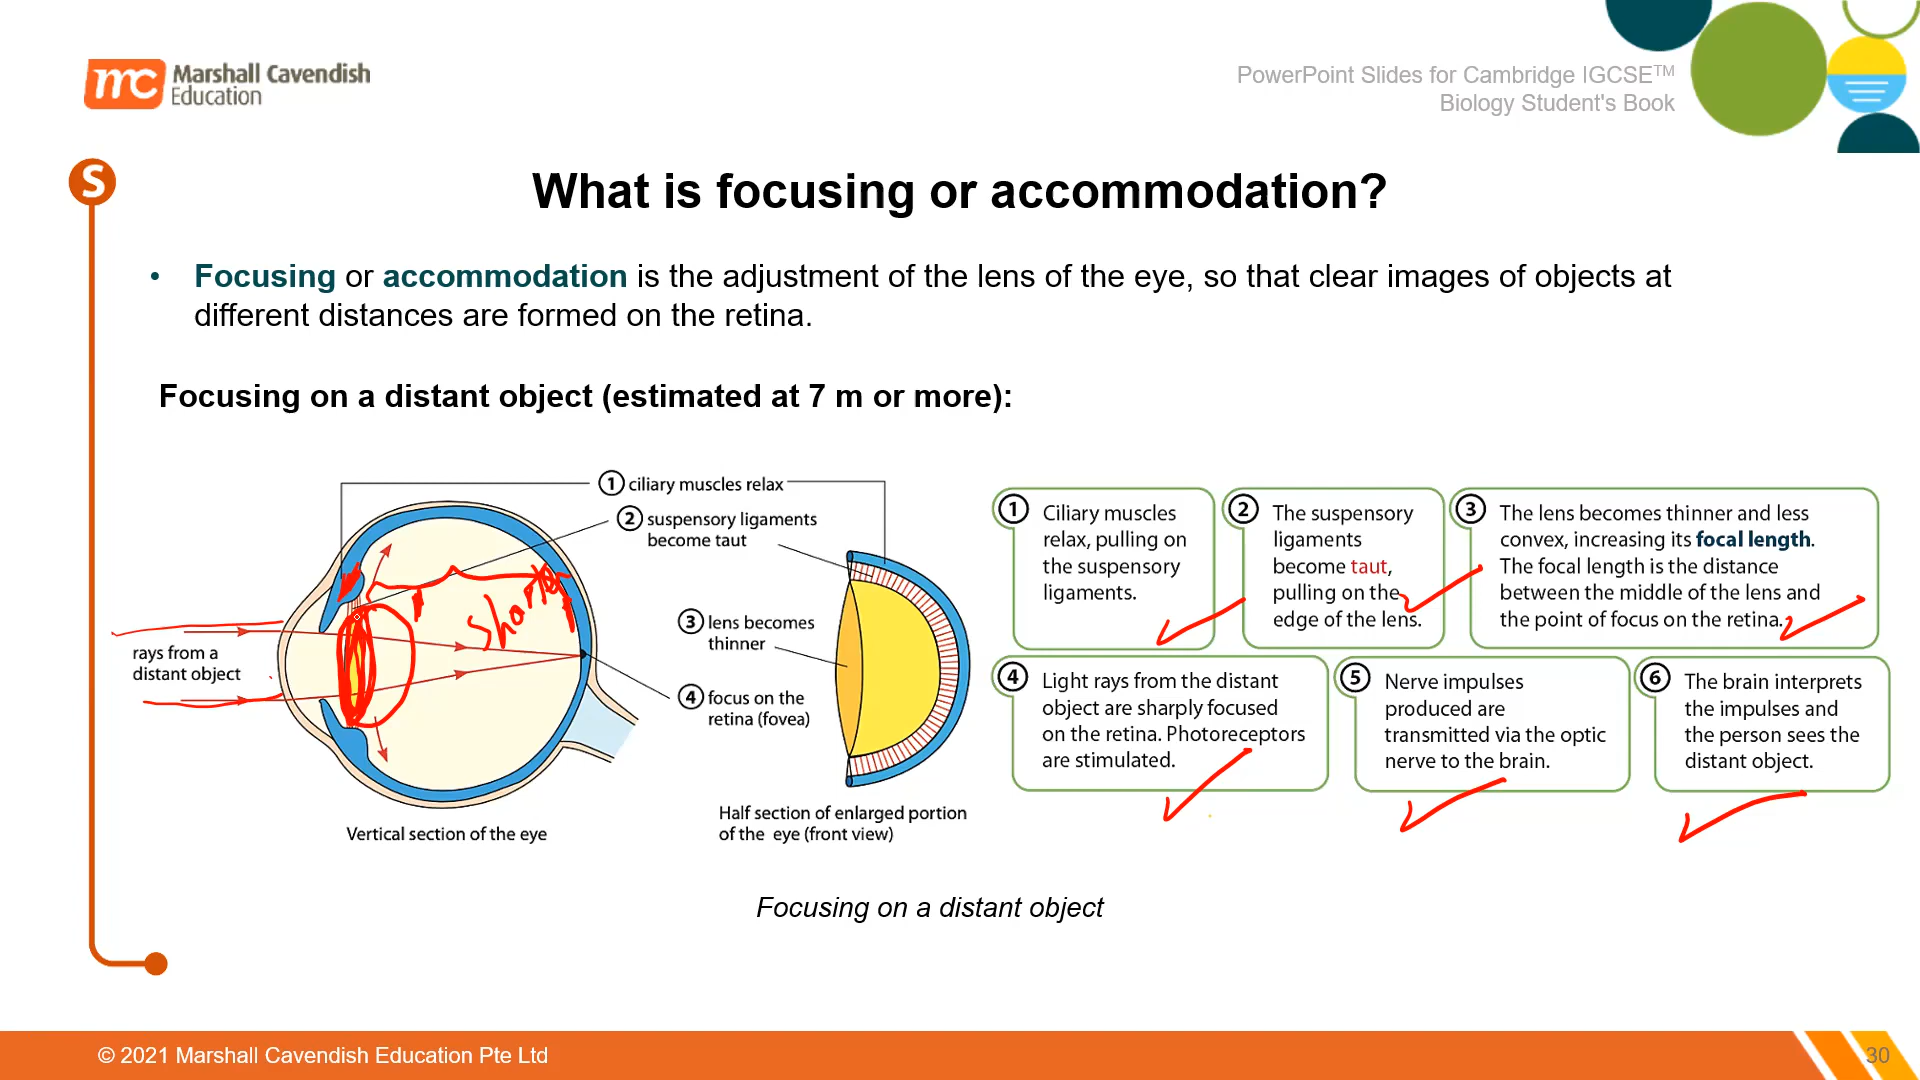 mc Marshall Cavendish
Education
PowerPoint Slides for Cambridge IGCSE™
Biology Student's Book
S
What is focusing or accommodation?
• Focusing or accommodation is the adjustment of the lens of the eye, so that clear images of objects at
different distances are formed on the retina.
Focusing on a distant object (estimated at 7 m or more):
1 ciliary muscles relax
2 suspensory ligaments
become taut
3 lens becomes
thinner
4 focus on the
retina (fovea)
rays from a
distant object
Vertical section of the eye
Half section of enlarged portion
of the eye (front view)
1 Ciliary muscles
relax, pulling on
the suspensory
ligaments.
2 The suspensory
ligaments
become taut,
pulling on the
edge of the lens.
3 The lens becomes thinner and less
convex, increasing its focal length.
The focal length is the distance
between the middle of the lens and
the point of focus on the retina.
4 Light rays from the distant
object are sharply focused
on the retina. Photoreceptors
are stimulated.
5 Nerve impulses
produced are
transmitted via the optic
nerve to the brain.
6 The brain interprets
the impulses and
the person sees the
distant object.
Focusing on a distant object
© 2021 Marshall Cavendish Education Pte Ltd
30